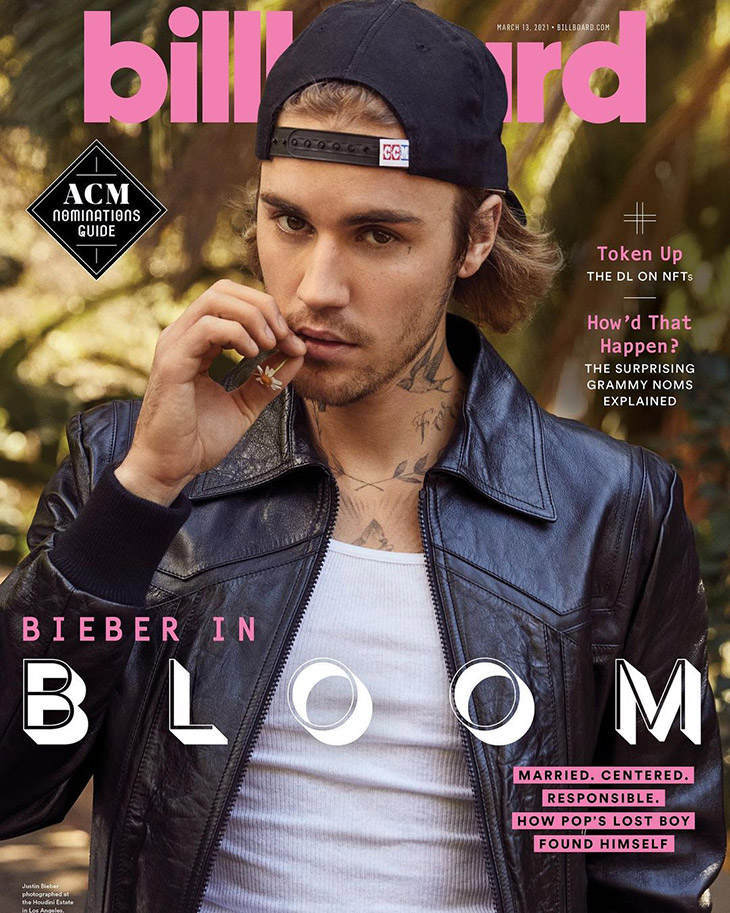 billboard
MARCH 13, 2021 • BILLBOARD.COM
CCM
ACM
NOMINATIONS
GUIDE
Token Up
THE DL ON NFTs
How'd That
Happen?
THE SURPRISING
GRAMMY NOMS
EXPLAINED
BIEBER IN
BLOOM
MARRIED. CENTERED.
RESPONSIBLE.
HOW POP'S LOST BOY
FOUND HIMSELF
Justin Bieber
photographed at
the Houdini Estate
in Los Angeles.